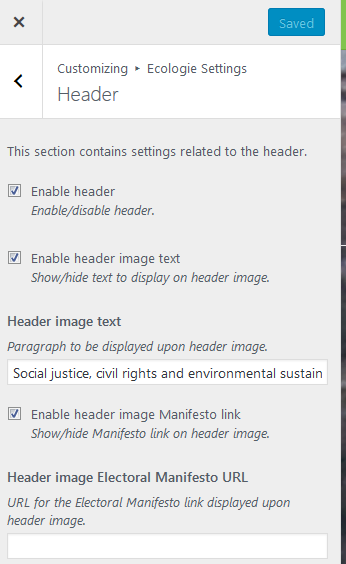 Saved
Customizing ▸ Ecologie Settings
Header
This section contains settings related to the header.
Enable header
Enable/disable header.
Enable header image text
Show/hide text to display on header image.
Header image text
Paragraph to be displayed upon header image.
Social justice, civil rights and environmental sustain
Enable header image Manifesto link
Show/hide Manifesto link on header image.
Header image Electoral Manifesto URL
URL for the Electoral Manifesto link displayed upon
header image.